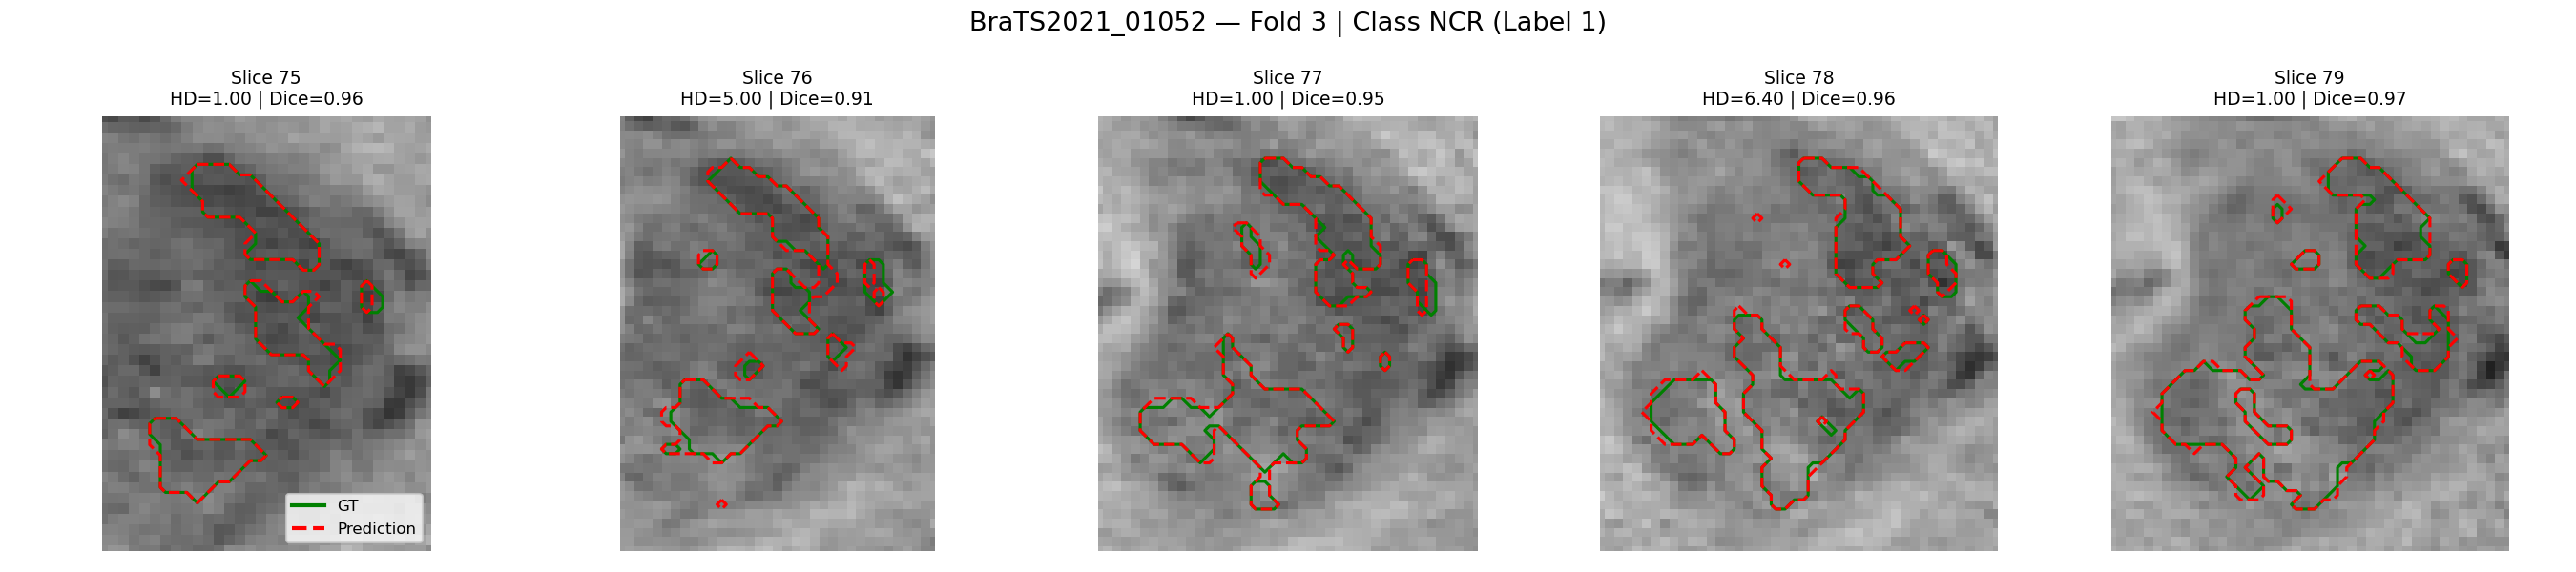 BraTS2021_01052 — Fold 3 | Class NCR (Label 1)
Slice 75
HD=1.00 | Dice=0.96
Slice 76
HD=5.00 | Dice=0.91
Slice 77
HD=1.00 | Dice=0.95
Slice 78
HD=6.40 | Dice=0.96
Slice 79
HD=1.00 | Dice=0.97
GT
Prediction